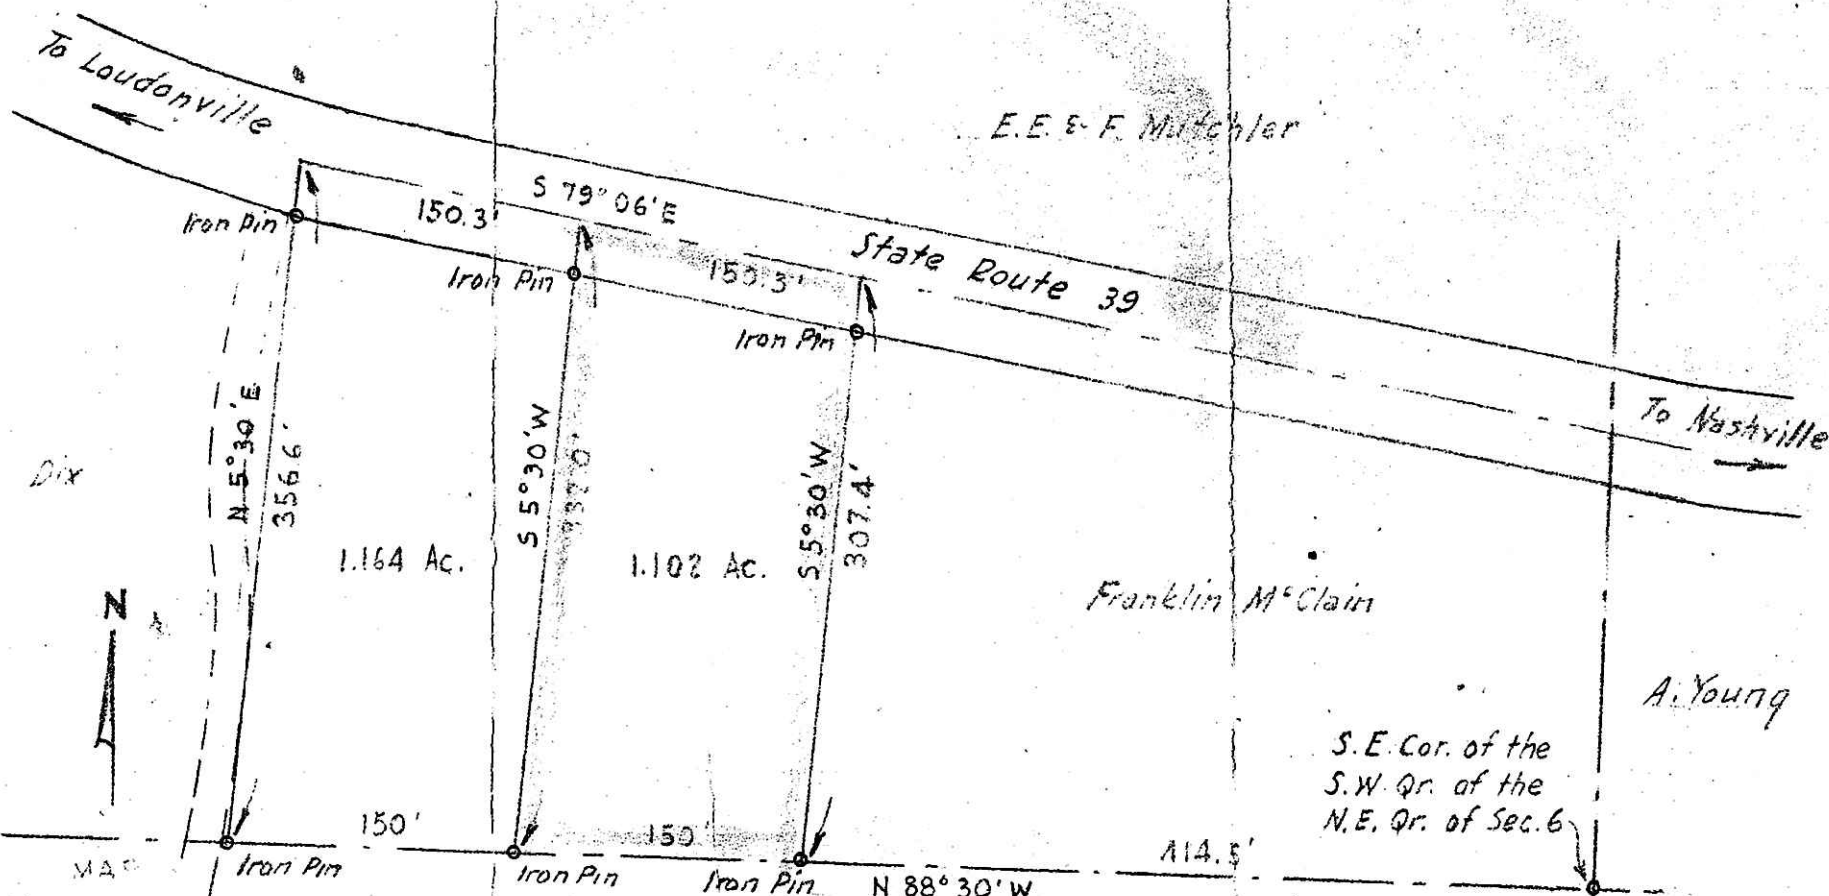 To Loudonville
E.E. & F. Mutchler
S 79° 06' E
150.3'
Iron Pin
Iron Pin
150.3'
State Route 39
Iron Pin
To Nashville
Dix
N 5° 30' E
356.6'
S 5° 30' W
S 5° 30' W
307.4'
1.164 Ac.
1.102 Ac.
Franklin McClain
N
A. Young
S.E. Cor. of the
S.W. Qr. of the
N.E. Qr. of Sec. 6
150'
150'
414.5'
Iron Pin
Iron Pin
Iron Pin
N 88° 30' W